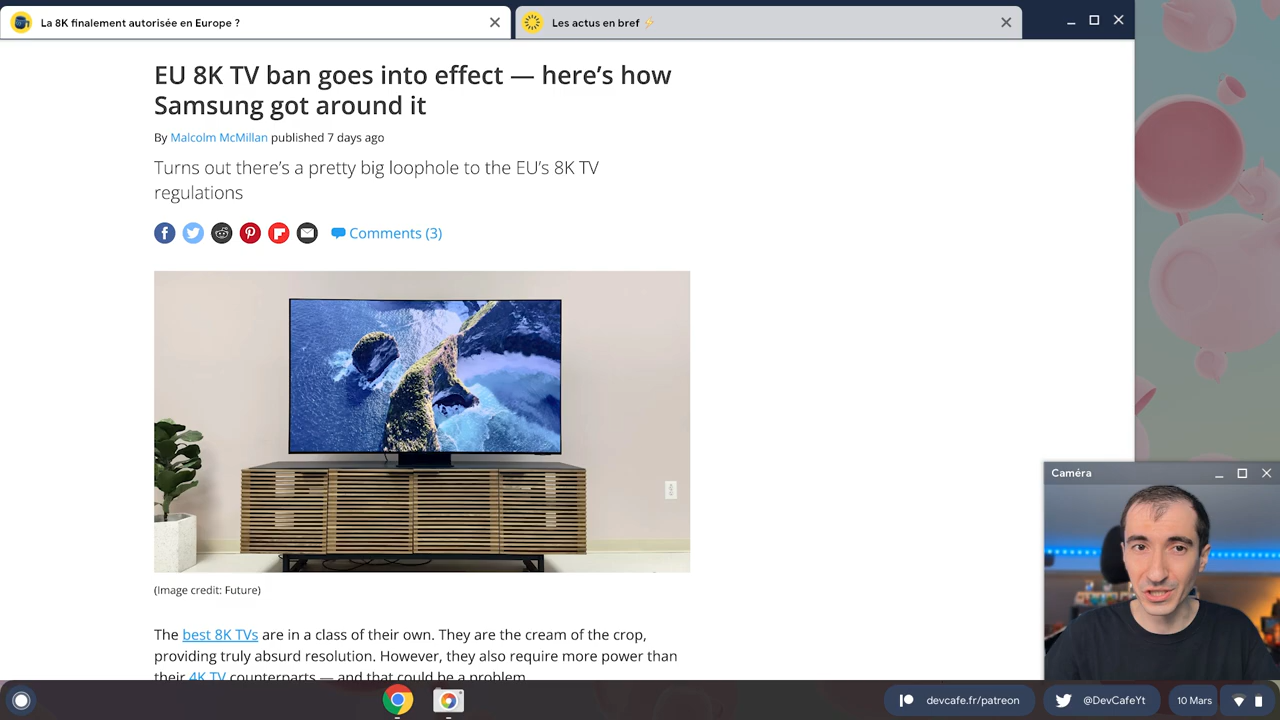 La 8K finalement autorisée en Europe ?
Les actus en bref ⚡
EU 8K TV ban goes into effect — here’s how
Samsung got around it
By Malcolm McMillan published 7 days ago
Turns out there’s a pretty big loophole to the EU’s 8K TV
regulations
Comments (3)
(Image credit: Future)
The best 8K TVs are in a class of their own. They are the cream of the crop,
providing truly absurd resolution. However, they also require more power than
their 4K TV counterparts — and that could be a problem.
Caméra
devcafe.fr/patreon
@DevCafeYt
10 Mars